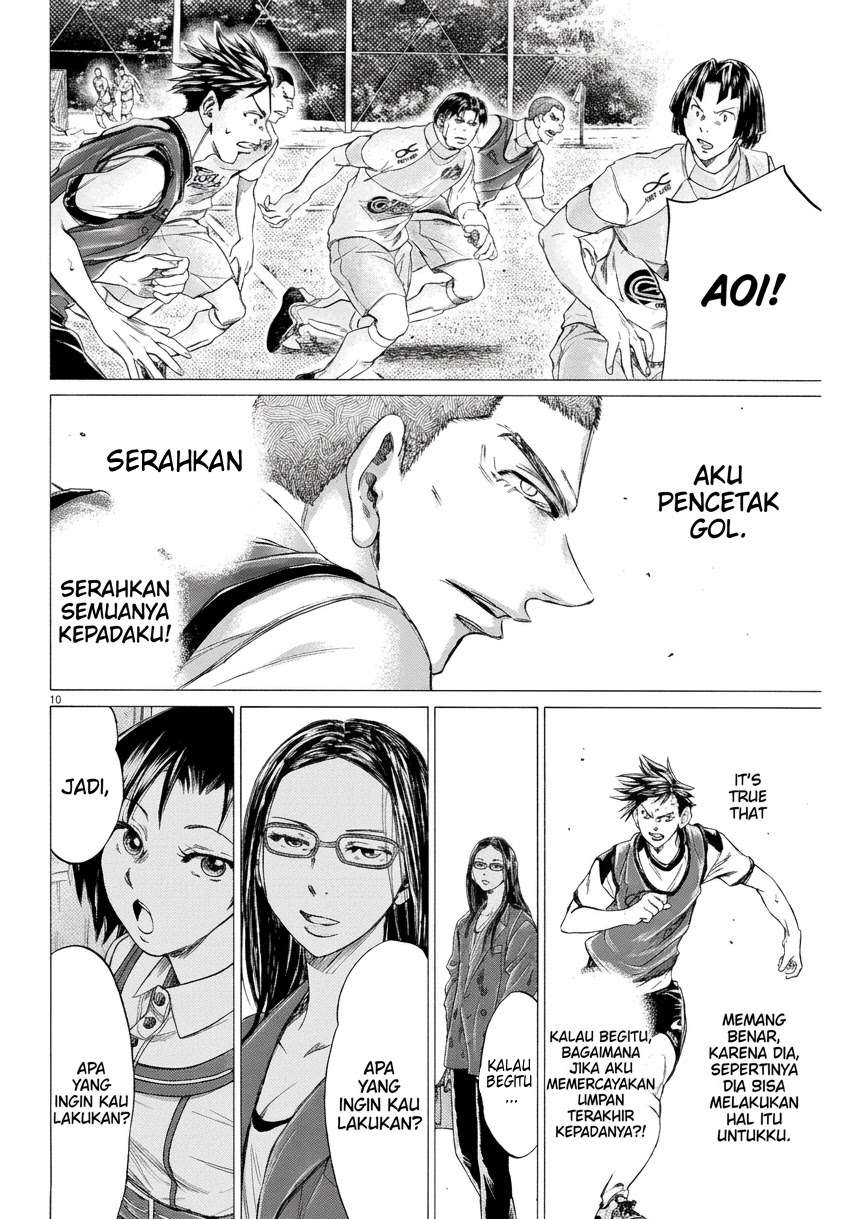 AOI!
AKU
PENCETAK
GOL.
SERAHKAN
SERAHKAN
SEMUANYA
KEPADAKU!
10
IT'S
TRUE
THAT
MEMANG
BENAR,
KARENA DIA,
SEPERTINYA
DIA BISA
MELAKUKAN
HAL ITU
UNTUKKU.
KALAU BEGITU,
BAGAIMANA
JIKA AKU
MEMERCAYAKAN
UMPAN
TERAKHIR
KEPADANYA?!
KALAU
BEGITU
...
APA
YANG
INGIN KAU
LAKUKAN?
JADI,
APA
YANG
INGIN KAU
LAKUKAN?